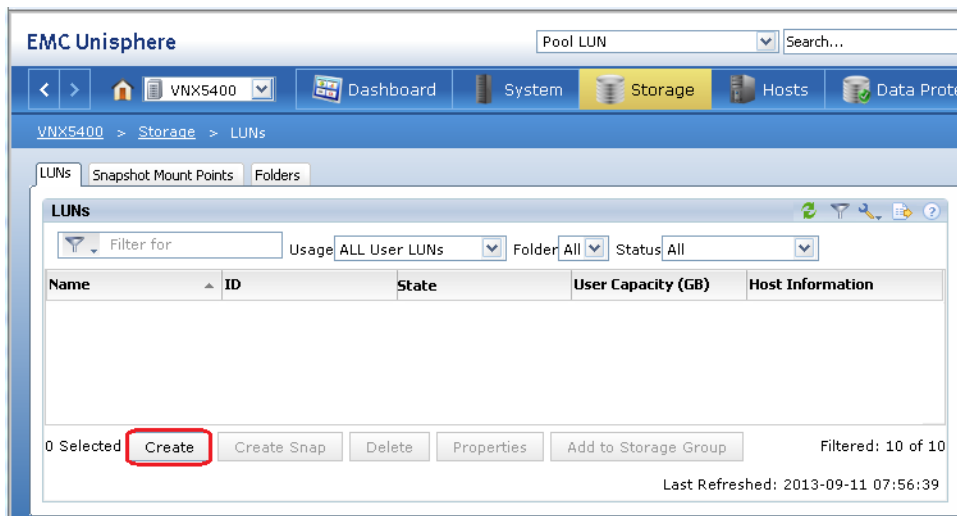 EMC Unisphere
Pool LUN
Search...
< >
VNX5400
Dashboard
System
Storage
Hosts
Data Prote
VNX5400 > Storage > LUNs
LUNs
Snapshot Mount Points
Folders
LUNs
Filter for
Usage ALL User LUNs
Folder All
Status All
Name ID State User Capacity (GB) Host Information
0 Selected Create Create Snap Delete Properties Add to Storage Group Filtered: 10 of 10
Last Refreshed: 2013-09-11 07:56:39